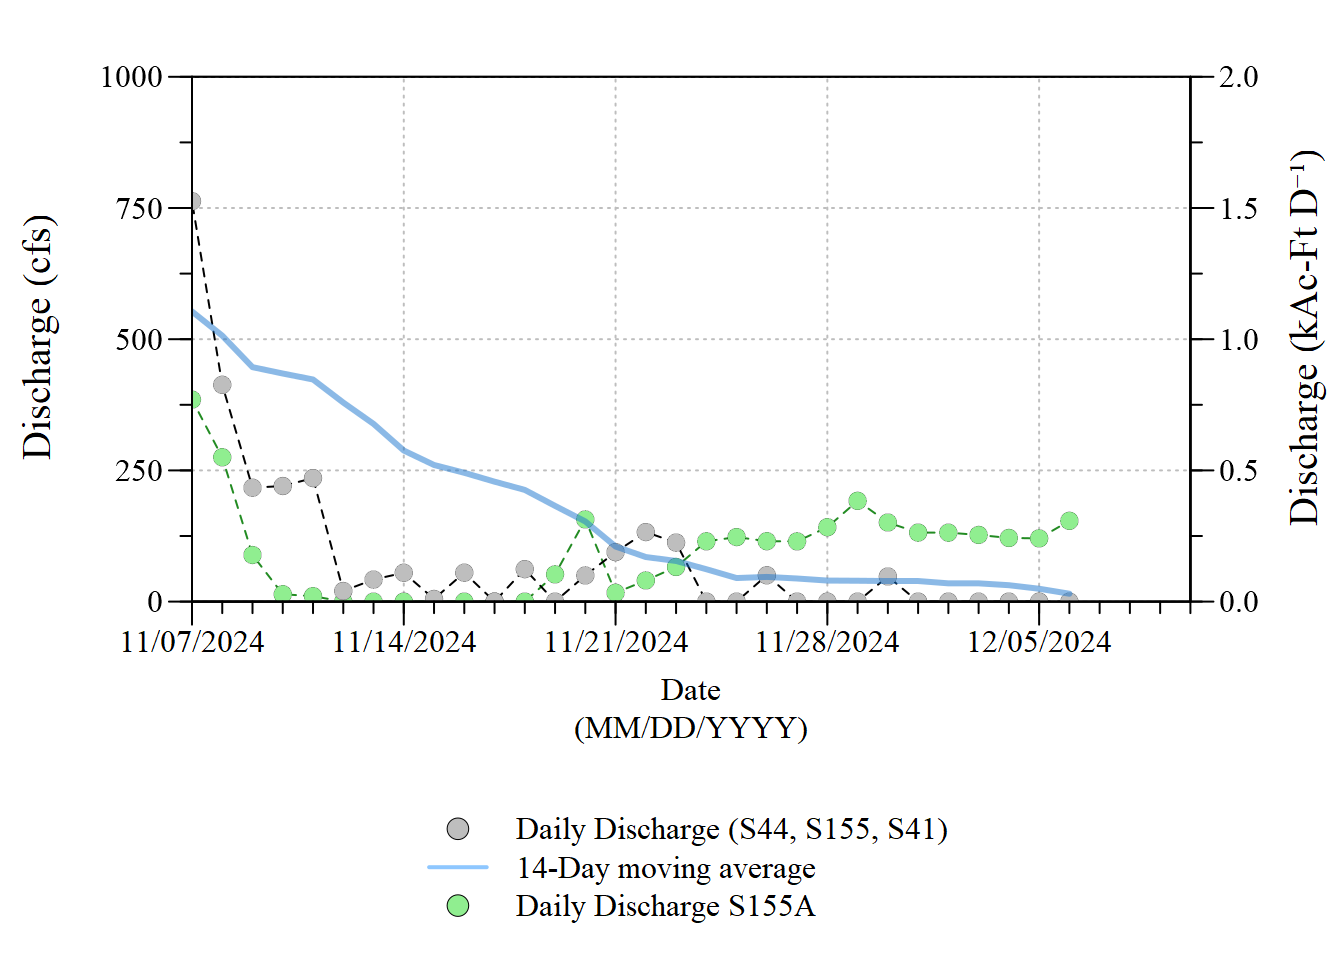 1000
750
500
250
0
Discharge (cfs)
2.0
1.5
1.0
0.5
0.0
Discharge (kAc-Ft D⁻¹)
11/07/2024 11/14/2024 11/21/2024 11/28/2024 12/05/2024
Date
(MM/DD/YYYY)
Daily Discharge (S44, S155, S41)
14-Day moving average
Daily Discharge S155A